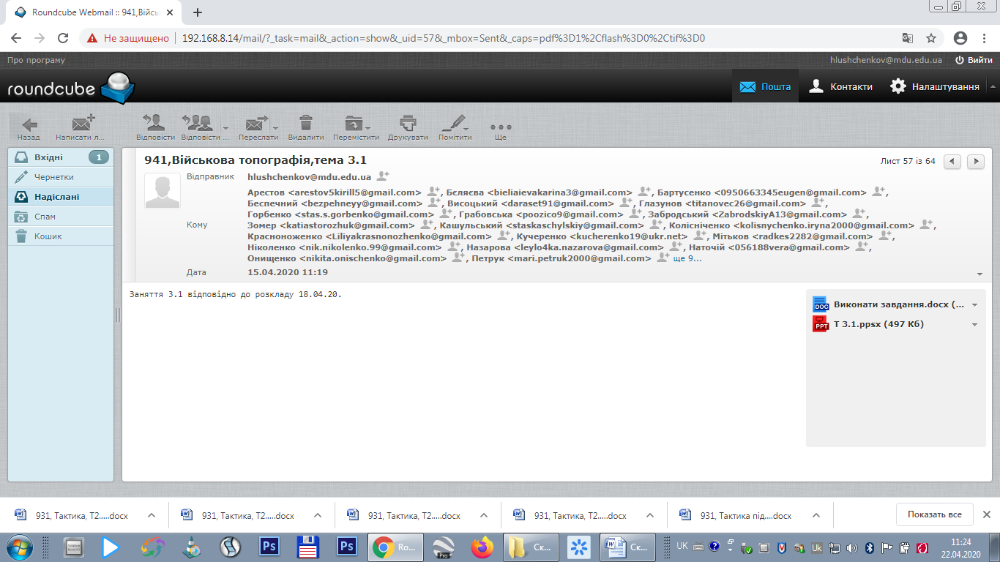 Roundcube Webmail :: 941,Військ
Не защищено
192.168.8.14/mail/?_task=mail&_action=show&_uid=57&_mbox=Sent&_caps=pdf%3D1%2Cflash%3D0%2Ctif%3D0
Про програму
hlushchenkov@mdu.edu.ua
Вийти
roundcube
Пошта
Контакти
Налаштування
Назад
Написати л...
Відповісти
Відповісти ...
Переслати
Видалити
Перемістити
Друкувати
Помітити
Ще
Вхідні 1
Чернетки
Надіслані
Спам
Кошик
941,Військова топографія,тема 3.1
Лист 57 із 64
Відправник hlushchenkov@mdu.edu.ua
Кому
Арестов <arestov5kirill5@gmail.com> , Бєляєва <bieliaievakarina3@gmail.com> , Бартусенко <0950663345eugen@gmail.com> ,
Беспечний <bezpehneyy@gmail.com> , Висоцький <daraset91@gmail.com> , Глазунов <titanovec26@gmail.com> ,
Горбенко <stas.s.gorbenko@gmail.com> , Грабовська <poozico9@gmail.com> , Забродський <ZabrodskiyA13@gmail.com> ,
Зомер <katiastorozhuk@gmail.com> , Кашульський <staskaschylskiy@gmail.com> , Колісніченко <kolisnychenko.iryna2000@gmail.com> ,
Красноноженко <Liliyakrasnonozhenko@gmail.com> , Кучеренко <kucherenko19@ukr.net> , Мітьков <radkes2282@gmail.com> ,
Ніколенко <nik.nikolenko.99@gmail.com> , Назарова <leylo4ka.nazarova@gmail.com> , Наточій <056188vera@gmail.com> ,
Онищенко <nikita.onischenko@gmail.com> , Петрук <mari.petruk2000@gmail.com> ще 9...
Дата 15.04.2020 11:19
Заняття 3.1 відповідно до розкладу 18.04.20.
DOC Виконати завдання.docx (...
PPT Т 3.1.ppsx (497 Кб)
931, Тактика, Т2.....docx
931, Тактика, Т2.....docx
931, Тактика, Т2.....docx
931, Тактика, Т2.....docx
931, Тактика під....docx
Показать все
Ps
Ps
Ro...
Pro
Ск...
Ск...
UK
Uk
11:24
22.04.2020